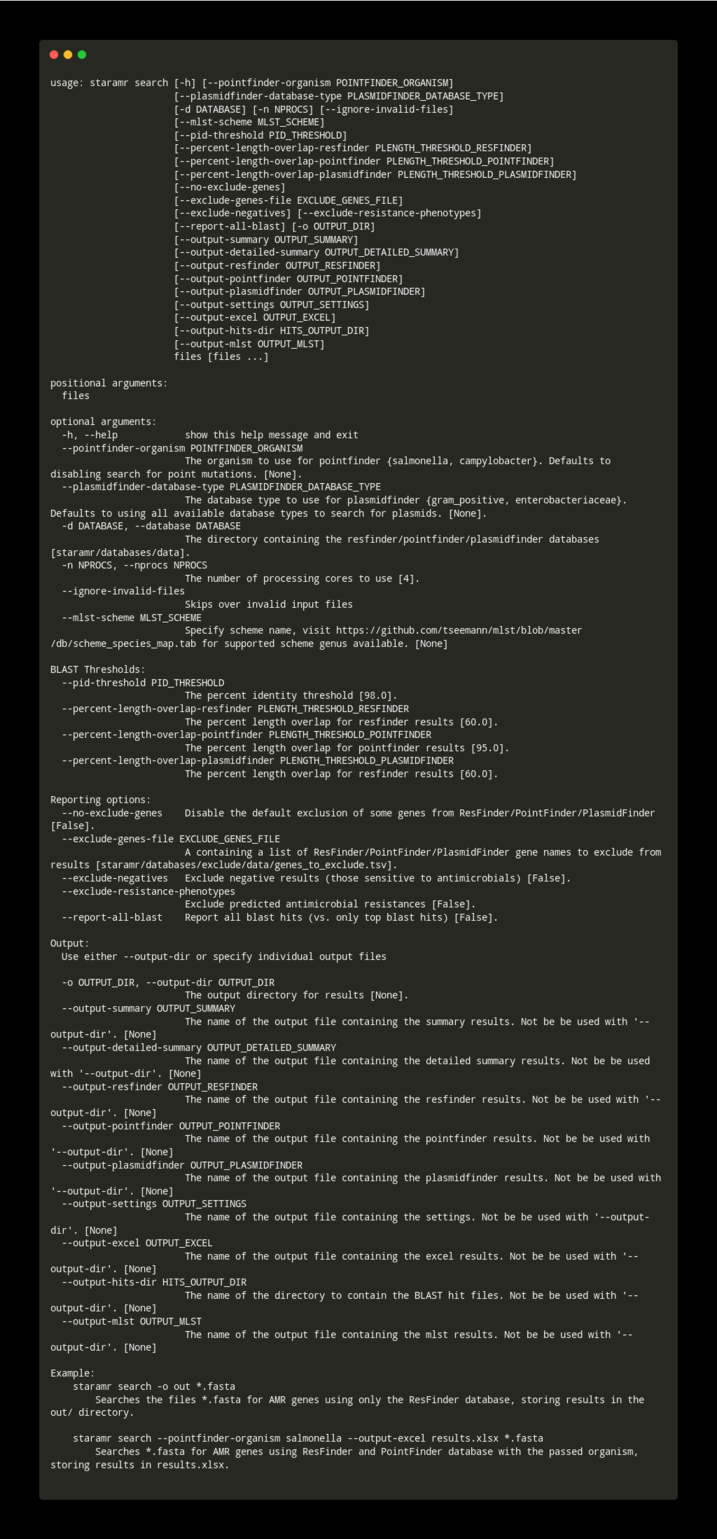 usage: staramr search [-h] [--pointfinder-organism POINTFINDER_ORGANISM]
                      [--plasmidfinder-database-type PLASMIDFINDER_DATABASE_TYPE]
                      [-d DATABASE] [-n NPROCS] [--ignore-invalid-files]
                      [--mlst-scheme MLST_SCHEME]
                      [--pid-threshold PID_THRESHOLD]
                      [--percent-length-overlap-resfinder PLENGTH_THRESHOLD_RESFINDER]
                      [--percent-length-overlap-pointfinder PLENGTH_THRESHOLD_POINTFINDER]
                      [--percent-length-overlap-plasmidfinder PLENGTH_THRESHOLD_PLASMIDFINDER]
                      [--no-exclude-genes]
                      [--exclude-genes-file EXCLUDE_GENES_FILE]
                      [--exclude-negatives] [--exclude-resistance-phenotypes]
                      [--report-all-blast] [-o OUTPUT_DIR]
                      [--output-summary OUTPUT_SUMMARY]
                      [--output-detailed-summary OUTPUT_DETAILED_SUMMARY]
                      [--output-resfinder OUTPUT_RESFINDER]
                      [--output-pointfinder OUTPUT_POINTFINDER]
                      [--output-plasmidfinder OUTPUT_PLASMIDFINDER]
                      [--output-settings OUTPUT_SETTINGS]
                      [--output-excel OUTPUT_EXCEL]
                      [--output-hits-dir HITS_OUTPUT_DIR]
                      [--output-mlst OUTPUT_MLST]
                      files [files ...]

positional arguments:
  files

optional arguments:
  -h, --help            show this help message and exit
  --pointfinder-organism POINTFINDER_ORGANISM
                        The organism to use for pointfinder {salmonella, campylobacter}. Defaults to
disabling search for point mutations. [None].
  --plasmidfinder-database-type PLASMIDFINDER_DATABASE_TYPE
                        The database type to use for plasmidfinder {gram_positive, enterobacteriaceae}.
Defaults to using all available database types to search for plasmids. [None].
  -d DATABASE, --database DATABASE
                        The directory containing the resfinder/pointfinder/plasmidfinder databases
[staramr/databases/data].
  -n NPROCS, --nprocs NPROCS
                        The number of processing cores to use [4].
  --ignore-invalid-files
                        Skips over invalid input files
  --mlst-scheme MLST_SCHEME
                        Specify scheme name, visit https://github.com/tseemann/mlst/blob/master
/db/scheme_species_map.tab for supported scheme genus available. [None]

BLAST Thresholds:
  --pid-threshold PID_THRESHOLD
                        The percent identity threshold [98.0].
  --percent-length-overlap-resfinder PLENGTH_THRESHOLD_RESFINDER
                        The percent length overlap for resfinder results [60.0].
  --percent-length-overlap-pointfinder PLENGTH_THRESHOLD_POINTFINDER
                        The percent length overlap for pointfinder results [95.0].
  --percent-length-overlap-plasmidfinder PLENGTH_THRESHOLD_PLASMIDFINDER
                        The percent length overlap for resfinder results [60.0].

Reporting options:
  --no-exclude-genes    Disable the default exclusion of some genes from ResFinder/PointFinder/PlasmidFinder
[False].
  --exclude-genes-file EXCLUDE_GENES_FILE
                        A containing a list of ResFinder/PointFinder/PlasmidFinder gene names to exclude from
results [staramr/databases/exclude/data/genes_to_exclude.tsv].
  --exclude-negatives   Exclude negative results (those sensitive to antimicrobials) [False].
  --exclude-resistance-phenotypes
                        Exclude predicted antimicrobial resistances [False].
  --report-all-blast    Report all blast hits (vs. only top blast hits) [False].

Output:
  Use either --output-dir or specify individual output files

  -o OUTPUT_DIR, --output-dir OUTPUT_DIR
                        The output directory for results [None].
  --output-summary OUTPUT_SUMMARY
                        The name of the output file containing the summary results. Not be be used with '--
output-dir'. [None]
  --output-detailed-summary OUTPUT_DETAILED_SUMMARY
                        The name of the output file containing the detailed summary results. Not be be used
with '--output-dir'. [None]
  --output-resfinder OUTPUT_RESFINDER
                        The name of the output file containing the resfinder results. Not be be used with '--
output-dir'. [None]
  --output-pointfinder OUTPUT_POINTFINDER
                        The name of the output file containing the pointfinder results. Not be be used with
'--output-dir'. [None]
  --output-plasmidfinder OUTPUT_PLASMIDFINDER
                        The name of the output file containing the plasmidfinder results. Not be be used with
'--output-dir'. [None]
  --output-settings OUTPUT_SETTINGS
                        The name of the output file containing the settings. Not be be used with '--output-
dir'. [None]
  --output-excel OUTPUT_EXCEL
                        The name of the output file containing the excel results. Not be be used with '--
output-dir'. [None]
  --output-hits-dir HITS_OUTPUT_DIR
                        The name of the directory to contain the BLAST hit files. Not be be used with '--
output-dir'. [None]
  --output-mlst OUTPUT_MLST
                        The name of the output file containing the mlst results. Not be be used with '--
output-dir'. [None]

Example:
    staramr search -o out *.fasta
        Searches the files *.fasta for AMR genes using only the ResFinder database, storing results in the
out/ directory.

    staramr search --pointfinder-organism salmonella --output-excel results.xlsx *.fasta
        Searches *.fasta for AMR genes using ResFinder and PointFinder database with the passed organism,
storing results in results.xlsx.